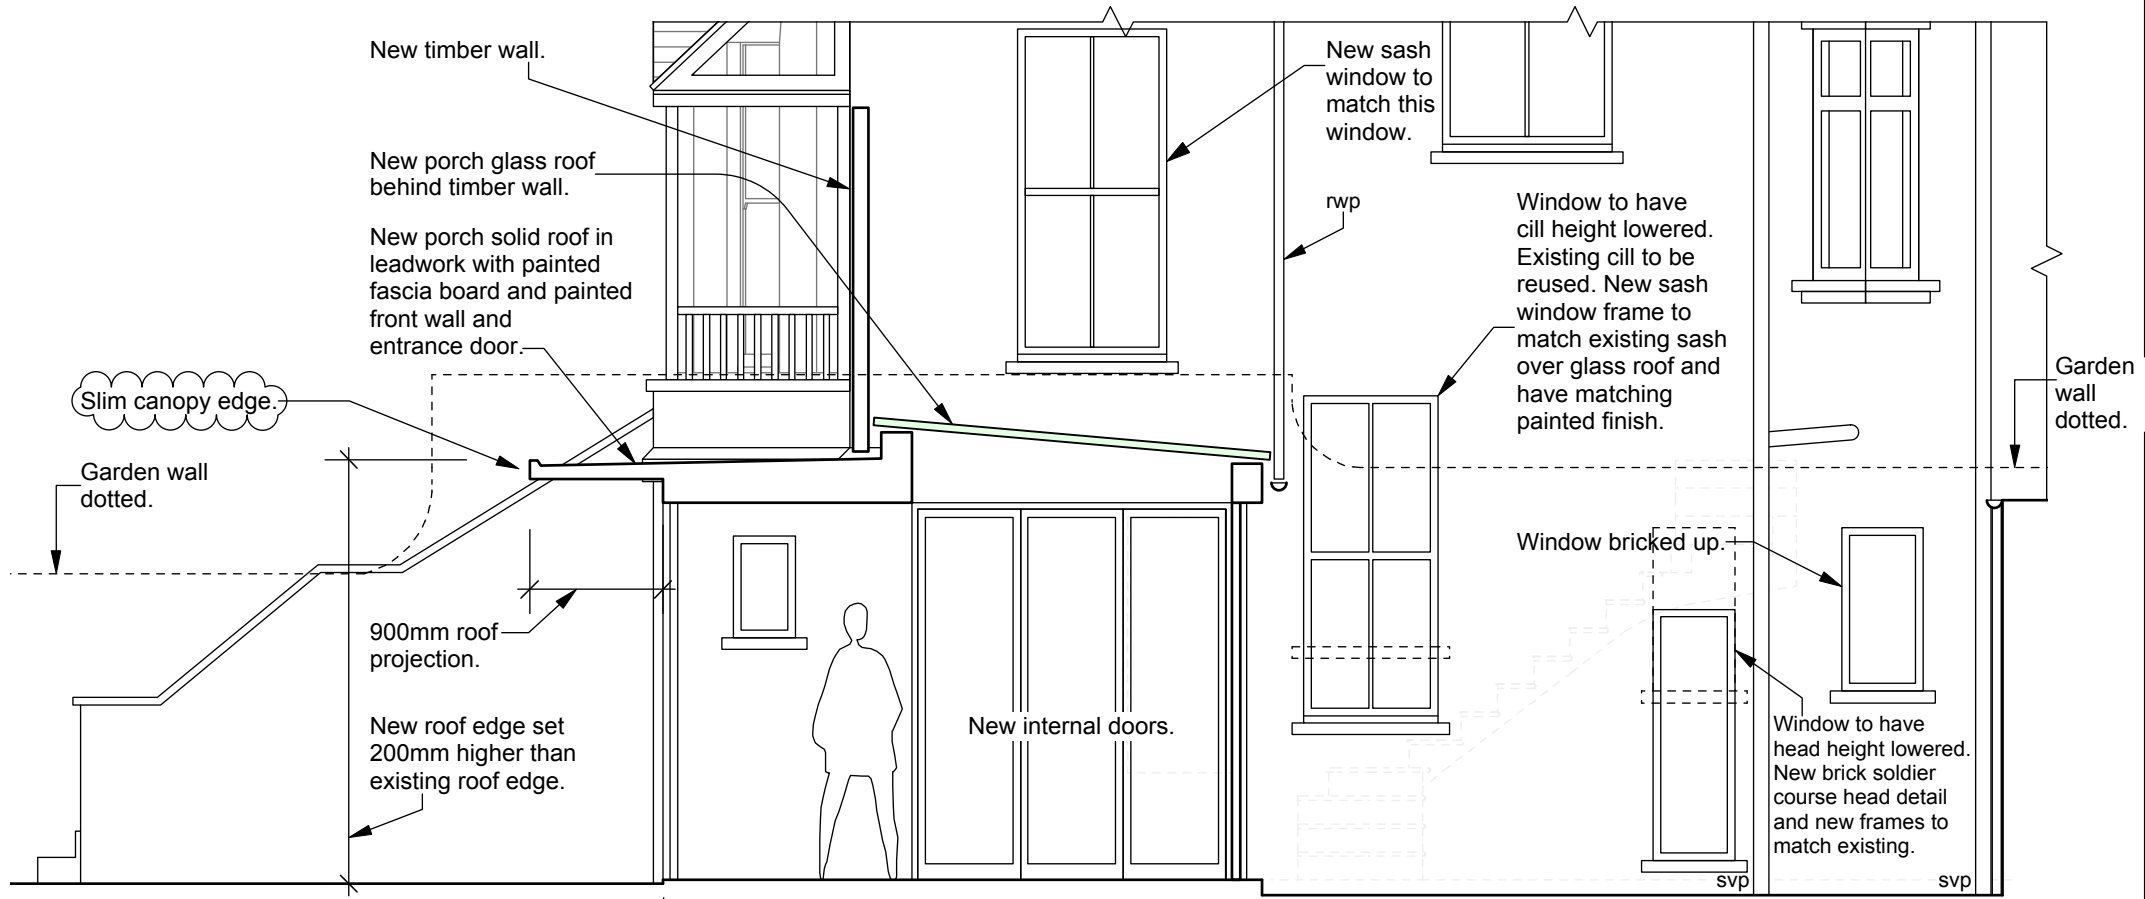 New timber wall.
New porch glass roof
behind timber wall.
New porch solid roof in
leadwork with painted
fascia board and painted
front wall and
entrance door.
Slim canopy edge.
Garden wall
dotted.
900mm roof
projection.
New roof edge set
200mm higher than
existing roof edge.
New internal doors.
New sash
window to
match this
window.
rwp
Window to have
cill height lowered.
Existing cill to be
reused. New sash
window frame to
match existing sash
over glass roof and
have matching
painted finish.
Garden
wall
dotted.
Window bricked up.
Window to have
head height lowered.
New brick soldier
course head detail
and new frames to
match existing.
svp
svp